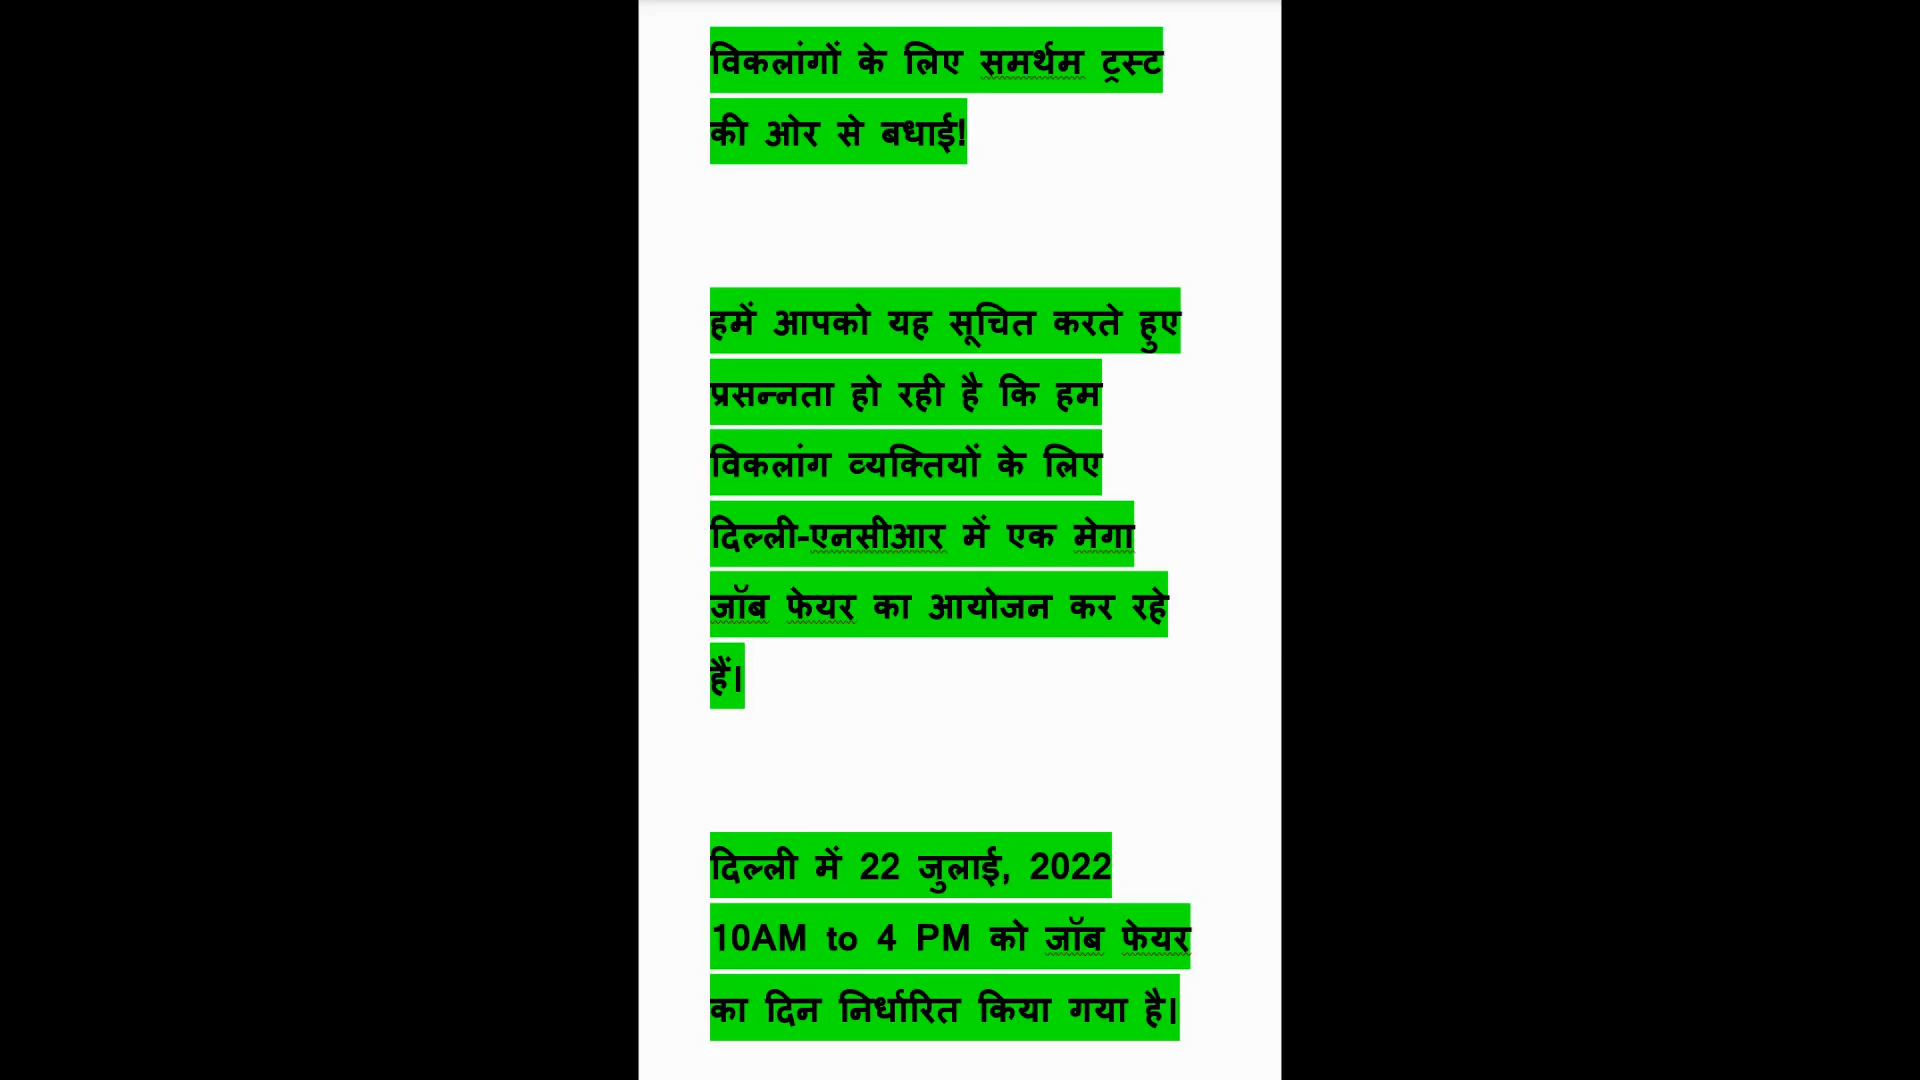 विकलांगों के लिए समर्थम ट्रस्ट
की ओर से बधाई!
हमें आपको यह सूचित करते हुए
प्रसन्नता हो रही है कि हम
विकलांग व्यक्तियों के लिए
दिल्ली-एनसीआर में एक मेगा
जॉब फेयर का आयोजन कर रहे
हैं।
दिल्ली में 22 जुलाई, 2022
10AM to 4 PM को जॉब फेयर
का दिन निर्धारित किया गया है।